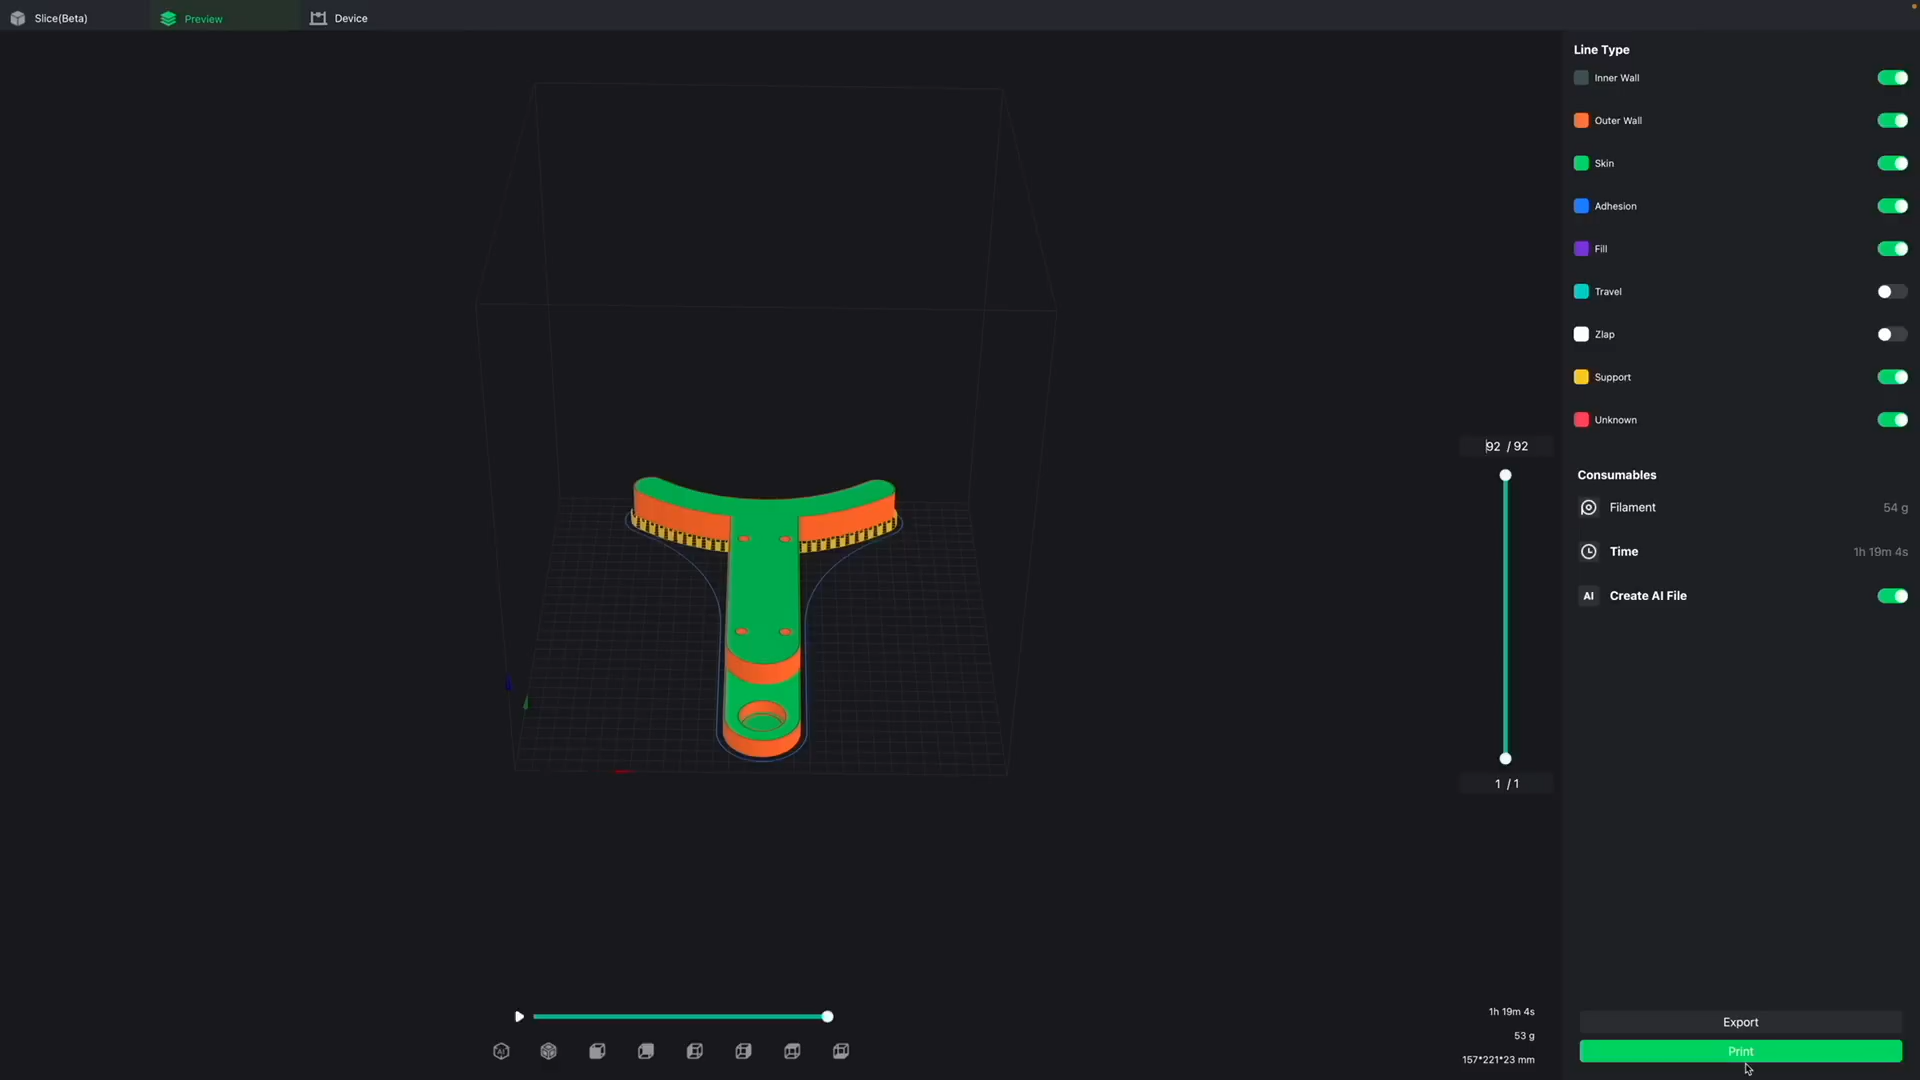 Slice(Beta)
Preview
Device
Line Type
Inner Wall
Outer Wall
Skin
Adhesion
Fill
Travel
Zlap
Support
Unknown
92 / 92
Consumables
Filament 54 g
Time 1h 19m 4s
AI Create AI File
1 / 1
1h 19m 4s
53 g
157*221*23 mm
AI
Export
Print